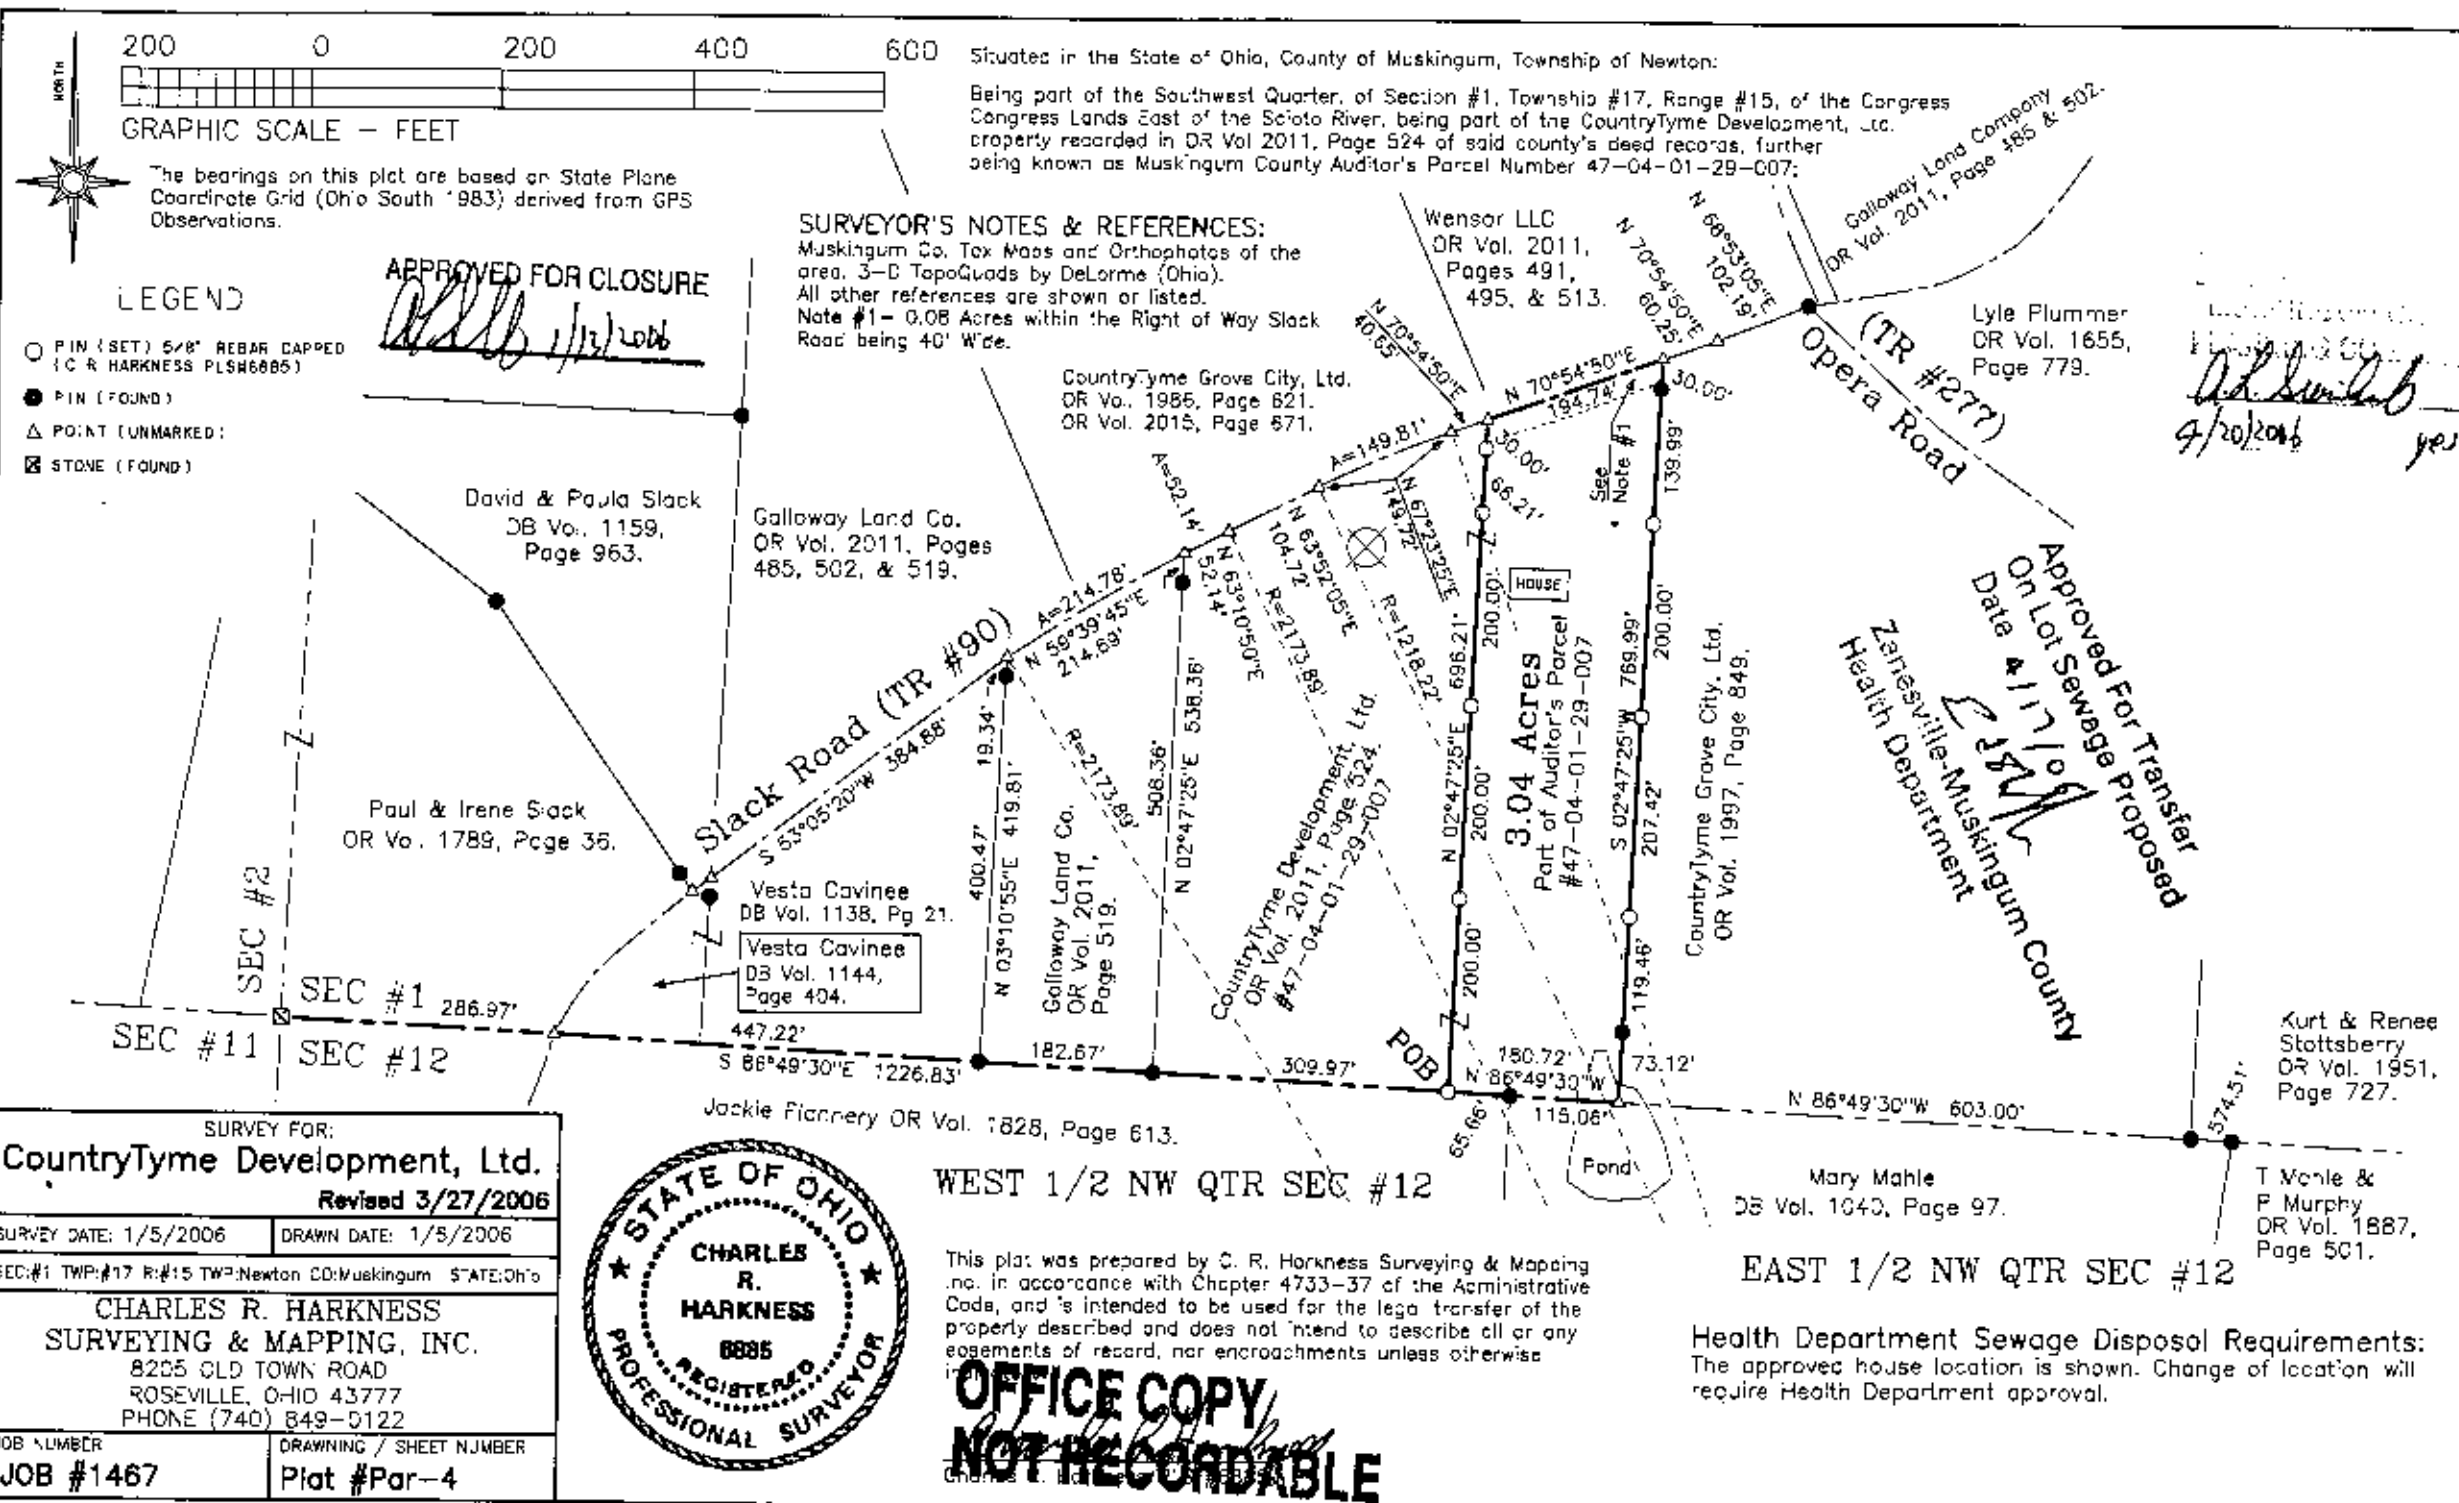 200 0 200 400 600
GRAPHIC SCALE – FEET
NORTH
The bearings on this plat are based on State Plane
Coordinate Grid (Ohio South 1983) derived from GPS
Observations.
Situated in the State of Ohio, County of Muskingum, Township of Newton:
Being part of the Southwest Quarter, of Section #1, Township #17, Range #15, of the Congress
Congress Lands East of the Scioto River, being part of the CountryTyme Development, Ltd.
property recorded in OR Vol 2011, Page 524 of said county's deed records, further
being known as Muskingum County Auditor's Parcel Number 47-04-01-29-007:
LEGEND
PIN (SET) 5/8" REBAR CAPPED
(C R HARKNESS PLS#6885)
PIN (FOUND)
POINT (UNMARKED)
STONE (FOUND)
APPROVED FOR CLOSURE
1/13/2006
SURVEYOR'S NOTES & REFERENCES:
Muskingum Co. Tax Maps and Orthophotos of the
area. 3-D TopoQuads by DeLorme (Ohio).
All other references are shown or listed.
Note #1- 0.08 Acres within the Right of Way Slack
Road being 40' Wide.
Wensor LLC
OR Vol. 2011,
Pages 491,
495, & 513.
N 70°54'50"E
60.25'
N 68°53'05"E
102.19'
Galloway Land Company
OR Vol. 2011, Page 485 & 502.
Lyle Plummer
OR Vol. 1655,
Page 779.
4/20/2006
yes
CountryTyme Grove City, Ltd.
OR Vol. 1985, Page 621.
OR Vol. 2015, Page 671.
N 70°54'50"E
40.65'
N 70°54'50"E
194.74'
30.00'
(TR #277)
Opera Road
David & Paula Slack
DB Vol. 1159,
Page 963.
Galloway Land Co.
OR Vol. 2011, Pages
485, 502, & 519.
A=149.81'
A=52.14'
A=214.78'
N 59°39'45"E
214.69'
N 63°10'50"E
52.14'
N 63°52'05"E
104.72'
N 67°23'25"E
149.72'
R=2173.89'
R=2173.89'
R=1218.22'
30.00'
66.21'
See
Note #1
139.99'
HOUSE
200.00'
N 02°47'25"E 696.21'
200.00'
200.00'
3.04 Acres
Part of Auditor's Parcel
#47-04-01-29-007
200.00'
S 02°47'25"W 769.99'
207.42'
119.46'
CountryTyme Grove City, Ltd.
OR Vol. 1997, Page 849.
Approved For Transfer
On Lot Sewage Proposed
Date 4/17/06
Zanesville-Muskingum County
Health Department
Slack Road (TR #90)
S 53°05'20"W 384.88'
19.34'
400.47'
N 03°10'55"E 419.81'
508.36'
N 02°47'25"E 538.36'
Galloway Land Co.
OR Vol. 2011,
Page 519.
CountryTyme Development, Ltd.
OR Vol. 2011, Page 524
#47-04-01-29-007
Paul & Irene Slack
OR Vol. 1789, Page 36.
Vesta Cavinee
DB Vol. 1138, Pg 21.
Vesta Cavinee
DB Vol. 1144,
Page 404.
SEC #2
SEC #1
SEC #11
SEC #12
286.97'
447.22'
S 86°49'30"E 1226.83'
182.67'
309.97'
POB
180.72'
N 86°49'30"W
73.12'
65.66'
115.06'
Pond
N 86°49'30"W 603.00'
574.51'
Kurt & Renee
Stottsberry
OR Vol. 1951,
Page 727.
Jackie Flannery OR Vol. 1828, Page 613.
WEST 1/2 NW QTR SEC #12
Mary Mahle
DB Vol. 1040, Page 97.
T Mahle &
P Murphy
OR Vol. 1887,
Page 501.
EAST 1/2 NW QTR SEC #12
SURVEY FOR:
CountryTyme Development, Ltd.
Revised 3/27/2006
SURVEY DATE: 1/5/2006 DRAWN DATE: 1/5/2006
SEC:#1 TWP:#17 R:#15 TWP:Newton CO:Muskingum STATE:Ohio
CHARLES R. HARKNESS
SURVEYING & MAPPING, INC.
8205 OLD TOWN ROAD
ROSEVILLE, OHIO 43777
PHONE (740) 849-0122
JOB NUMBER
JOB #1467
DRAWING / SHEET NUMBER
Plat #Par-4
STATE OF OHIO
CHARLES
R.
HARKNESS
6885
REGISTERED
PROFESSIONAL SURVEYOR
This plat was prepared by C. R. Harkness Surveying & Mapping
Inc. in accordance with Chapter 4733-37 of the Administrative
Code, and is intended to be used for the legal transfer of the
property described and does not intend to describe all or any
easements of record, nor encroachments unless otherwise
OFFICE COPY
NOT RECORDABLE
Health Department Sewage Disposal Requirements:
The approved house location is shown. Change of location will
require Health Department approval.